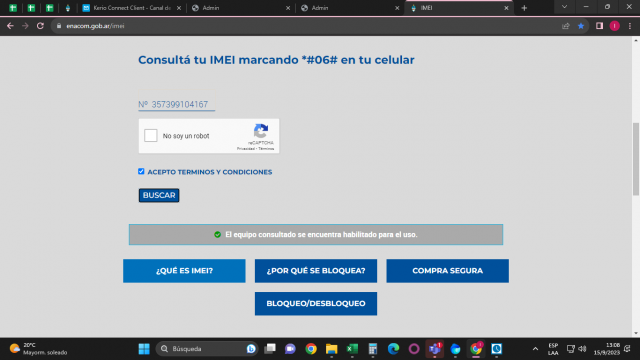 Kerio Connect Client - Canal de
Admin
Admin
IMEI
enacom.gob.ar/imei
Consultá tu IMEI marcando *#06# en tu celular
Nº 357399104167
No soy un robot
reCAPTCHA
Privacidad - Términos
ACEPTO TERMINOS Y CONDICIONES
BUSCAR
El equipo consultado se encuentra habilitado para el uso.
¿QUÉ ES IMEI?
¿POR QUÉ SE BLOQUEA?
COMPRA SEGURA
BLOQUEO/DESBLOQUEO
20°C
Mayorm. soleado
Búsqueda
ESP
LAA
13:08
15/9/2023